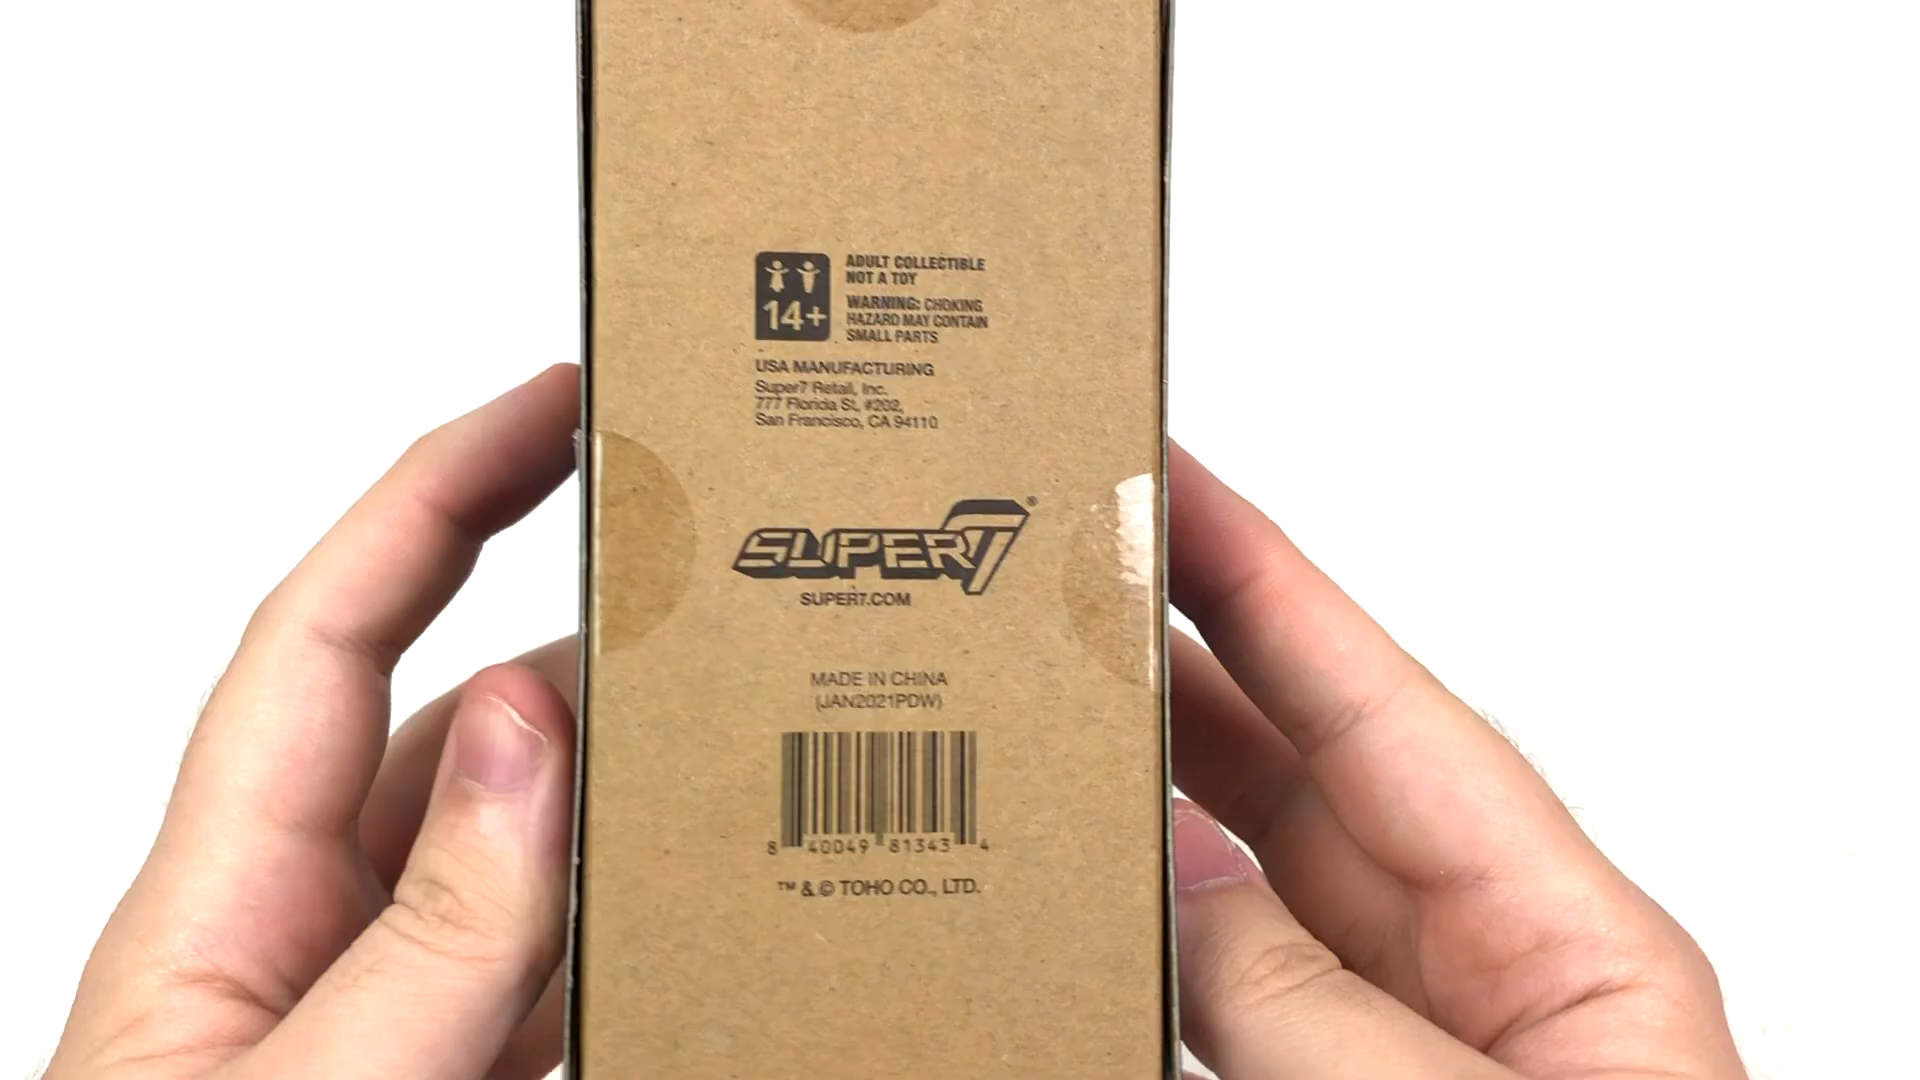 14+
ADULT COLLECTIBLE
NOT A TOY
WARNING: CHOKING
HAZARD MAY CONTAIN
SMALL PARTS
USA MANUFACTURING
Super7 Retail, Inc.
777 Florida St, #202,
San Francisco, CA 94110
SUPER7®
SUPER7.COM
MADE IN CHINA
(JAN2021PDW)
8 40049 81343 4
™ & © TOHO CO., LTD.